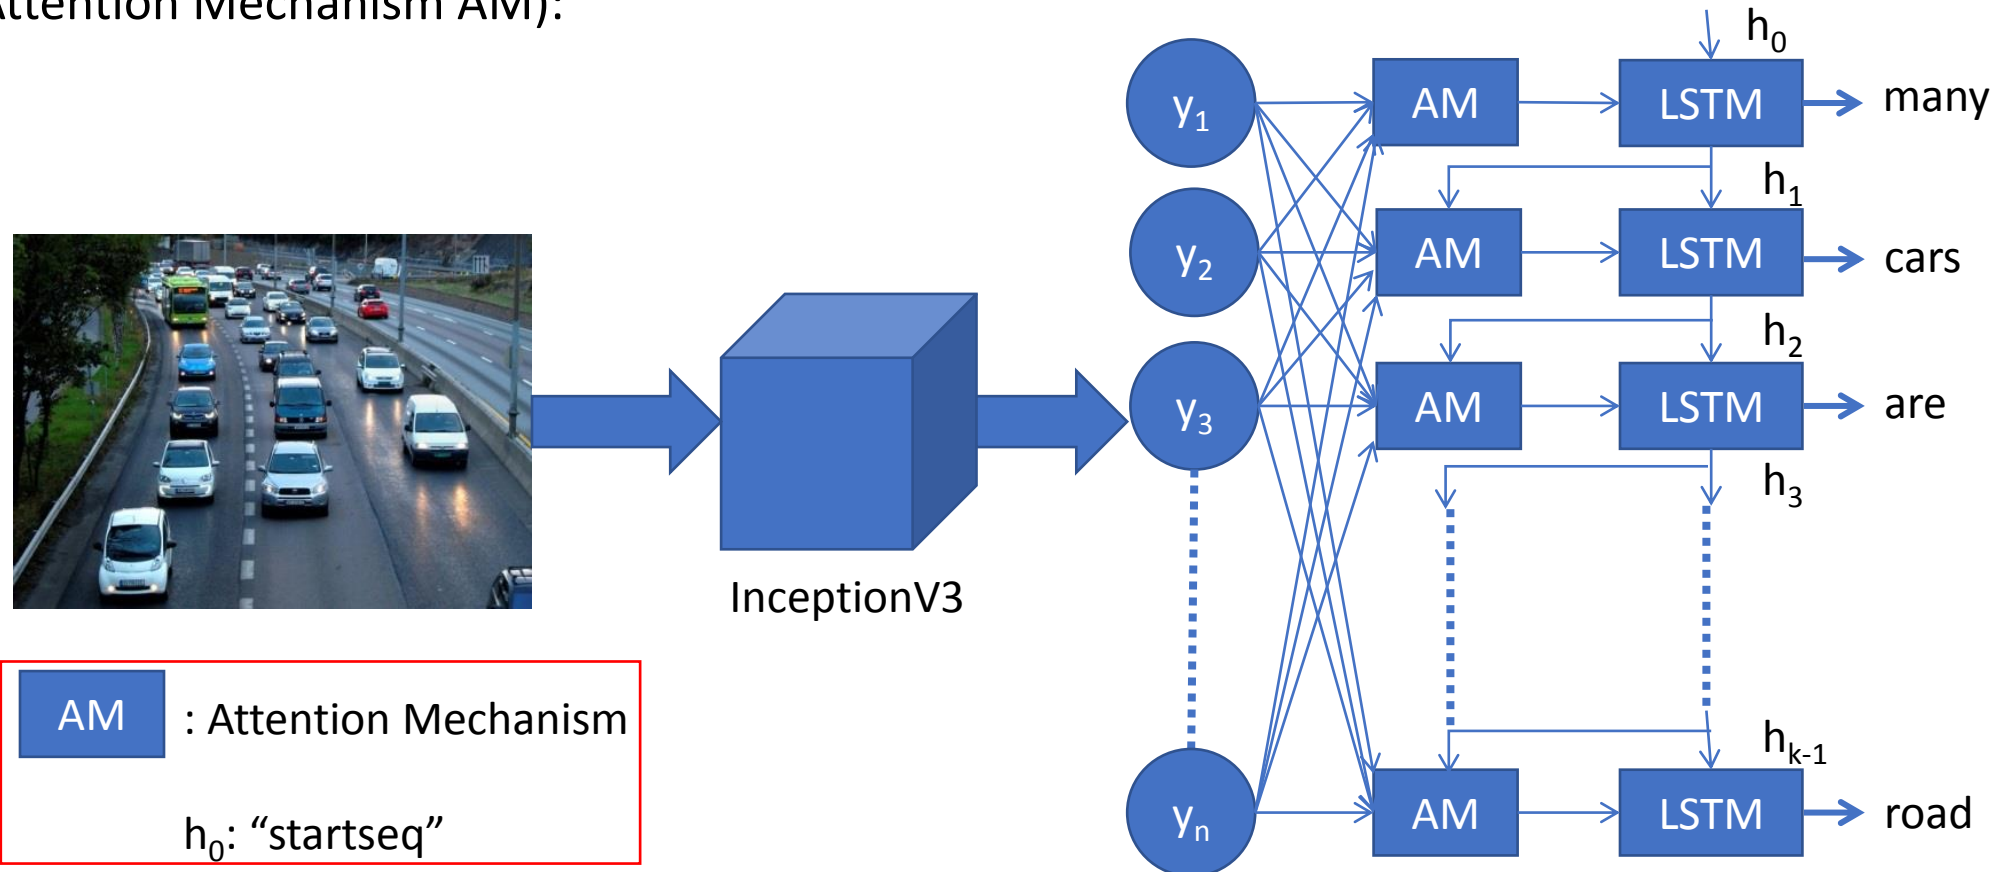 Attention Mechanism AM):
h0
y1 AM LSTM many
h1
y2 AM LSTM cars
h2
y3 AM LSTM are
h3
InceptionV3
AM : Attention Mechanism
hk-1
yn AM LSTM road
h0: “startseq”